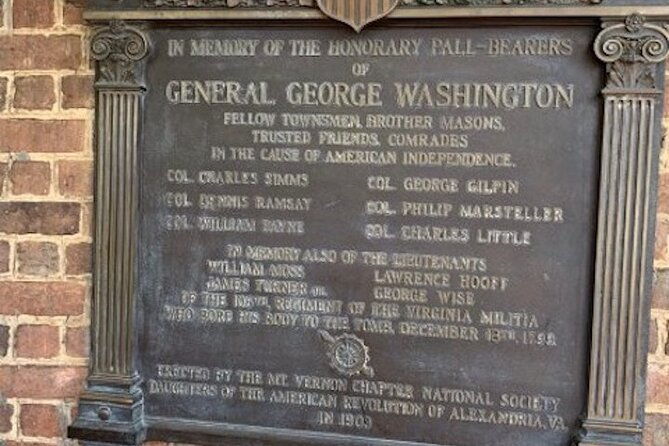 IN MEMORY OF THE HONORARY PALL-BEARERS
OF
GENERAL GEORGE WASHINGTON
FELLOW TOWNSMEN, BROTHER MASONS,
TRUSTED FRIENDS, COMRADES
IN THE CAUSE OF AMERICAN INDEPENDENCE.
COL. CHARLES SIMMS COL. GEORGE GILPIN
COL. DENNIS RAMSAY COL. PHILIP MARSTELLER
COL. WILLIAM PAYNE COL. CHARLES LITTLE
IN MEMORY ALSO OF THE LIEUTENANTS
WILLIAM MOSS LAWRENCE HOOFF
JAMES TURNER JR. GEORGE WISE
OF THE 106TH REGIMENT OF THE VIRGINIA MILITIA
WHO BORE HIS BODY TO THE TOMB, DECEMBER 18TH, 1799.
ERECTED BY THE MT. VERNON CHAPTER NATIONAL SOCIETY
DAUGHTERS OF THE AMERICAN REVOLUTION OF ALEXANDRIA, VA.
IN 1909